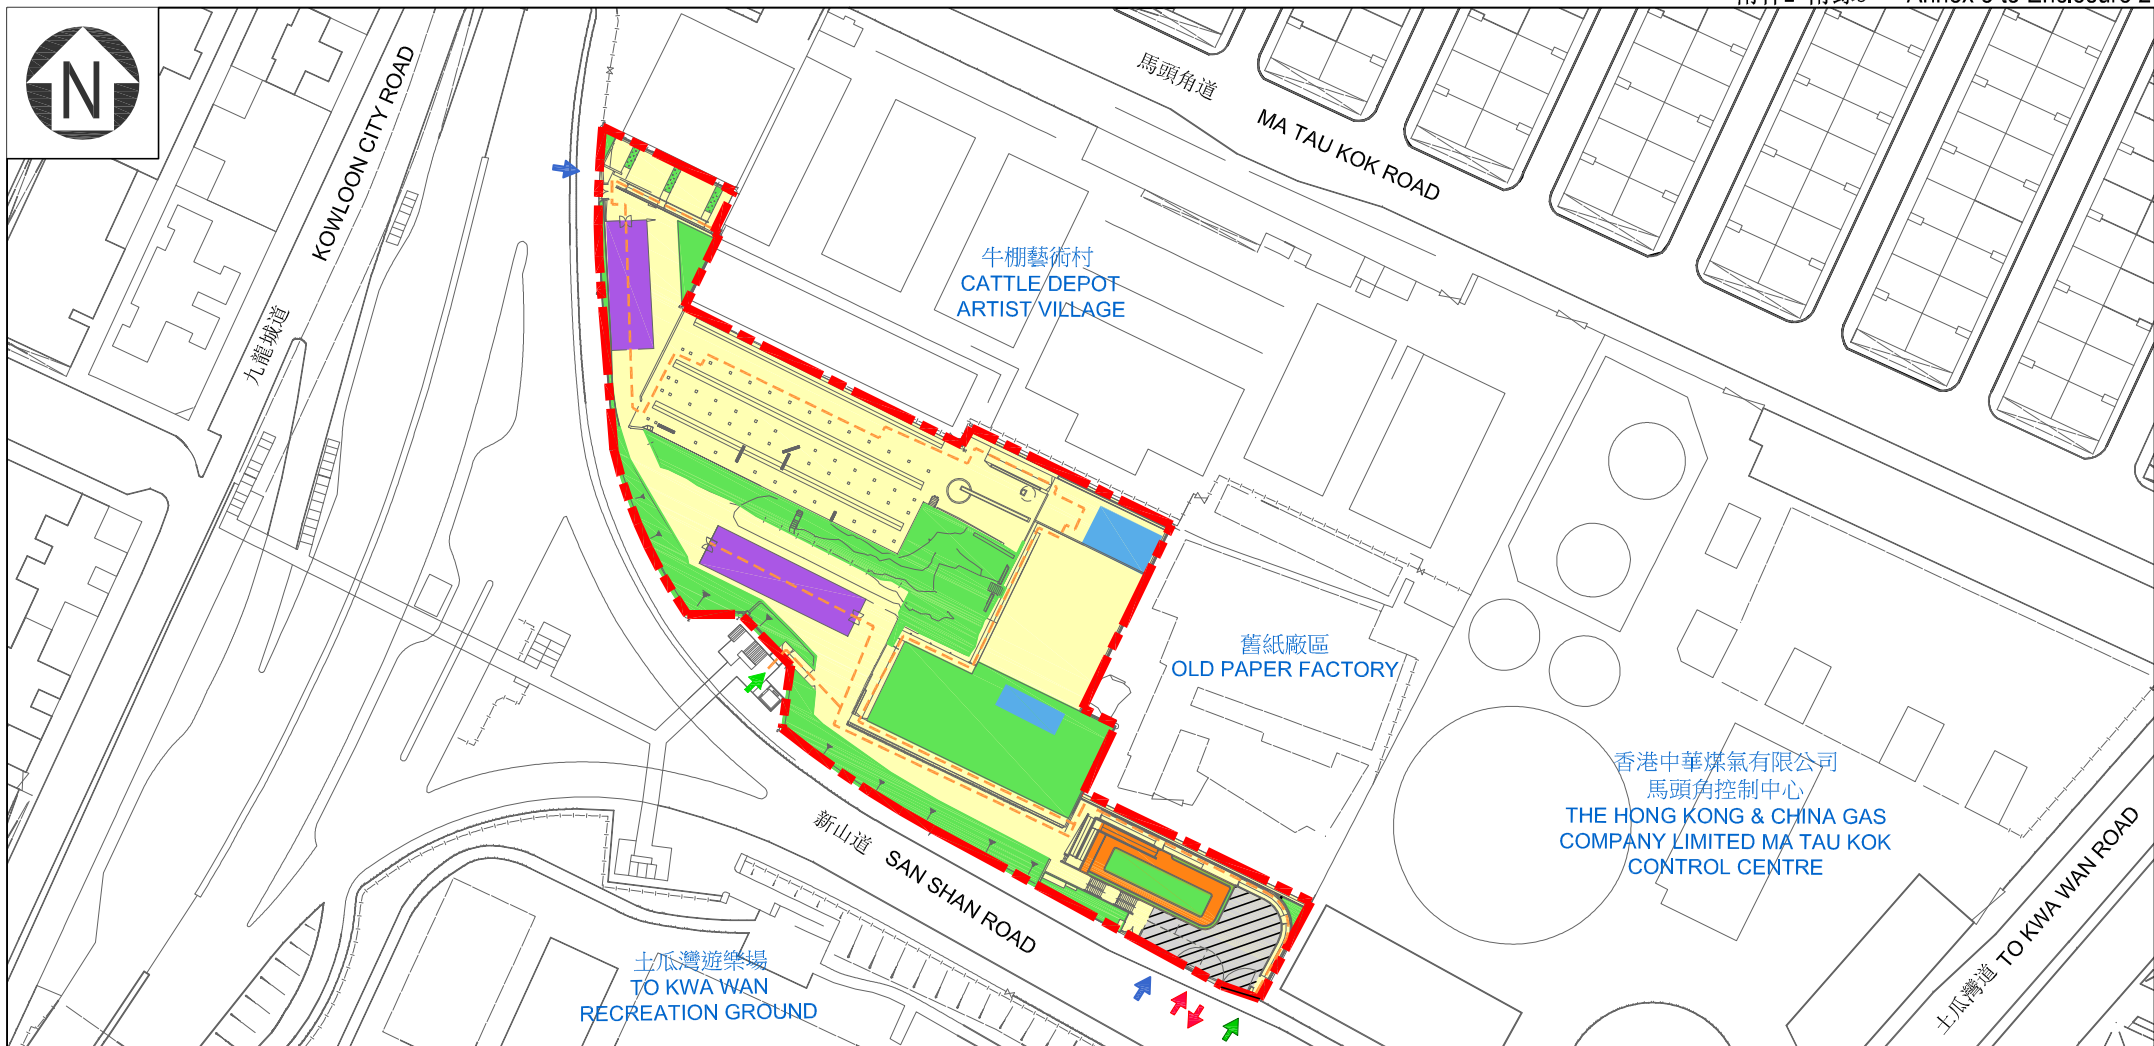 N
KOWLOON CITY ROAD
九龍城道
馬頭角道
MA TAU KOK ROAD
牛棚藝術村
CATTLE DEPOT
ARTIST VILLAGE
舊紙廠區
OLD PAPER FACTORY
香港中華煤氣有限公司
馬頭角控制中心
THE HONG KONG & CHINA GAS
COMPANY LIMITED MA TAU KOK
CONTROL CENTRE
新山道 SAN SHAN ROAD
土瓜灣遊樂場
TO KWA WAN
RECREATION GROUND
土瓜灣道 TO KWA WAN ROAD